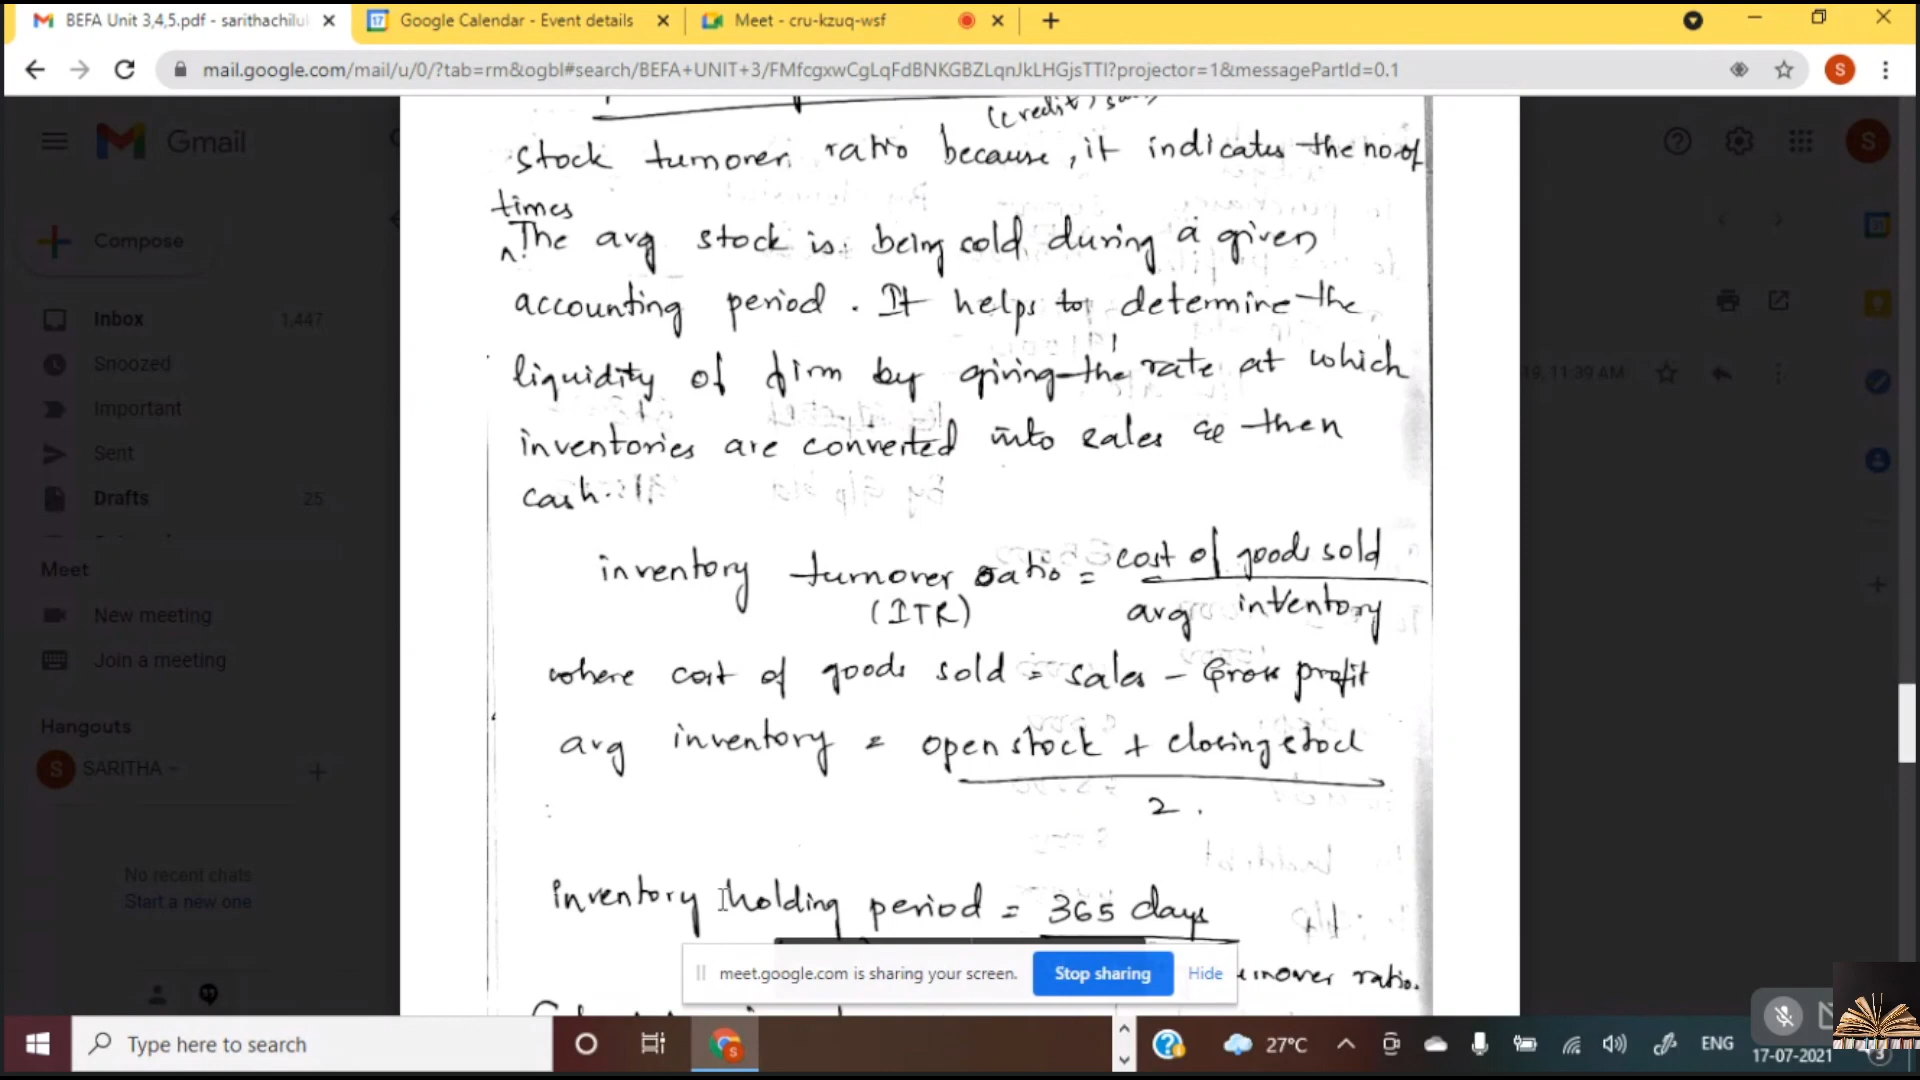 BEFA Unit 3,4,5.pdf - sarithachilu
Google Calendar - Event details
Meet - cru-kzuq-wsf
mail.google.com/mail/u/0/?tab=rm&ogbl#search/BEFA+UNIT+3/FMfcgxwCgLqFdBNKGBZLqnJkLHGjsTTl?projector=1&messagePartId=0.1
S
Gmail
S
Compose
Inbox 1,447
Snoozed
Important
Sent
Drafts 25
Meet
New meeting
Join a meeting
Hangouts
S SARITHA
No recent chats
Start a new one
11:39 AM
(credit)
stock turnover ratio because, it indicates the no.of
times
The avg stock is being sold during a given
accounting period. It helps to determine the
liquidity of firm by giving the rate at which
inventories are converted into sales & then
cash.
inventory turnover ratio = cost of goods sold
(ITR) avg inventory
where cost of goods sold = sales - Gross profit
avg inventory = open stock + closing stock
2.
inventory holding period = 365 days
ratio.
meet.google.com is sharing your screen. Stop sharing Hide
Type here to search
27°C
ENG
17-07-2021
3